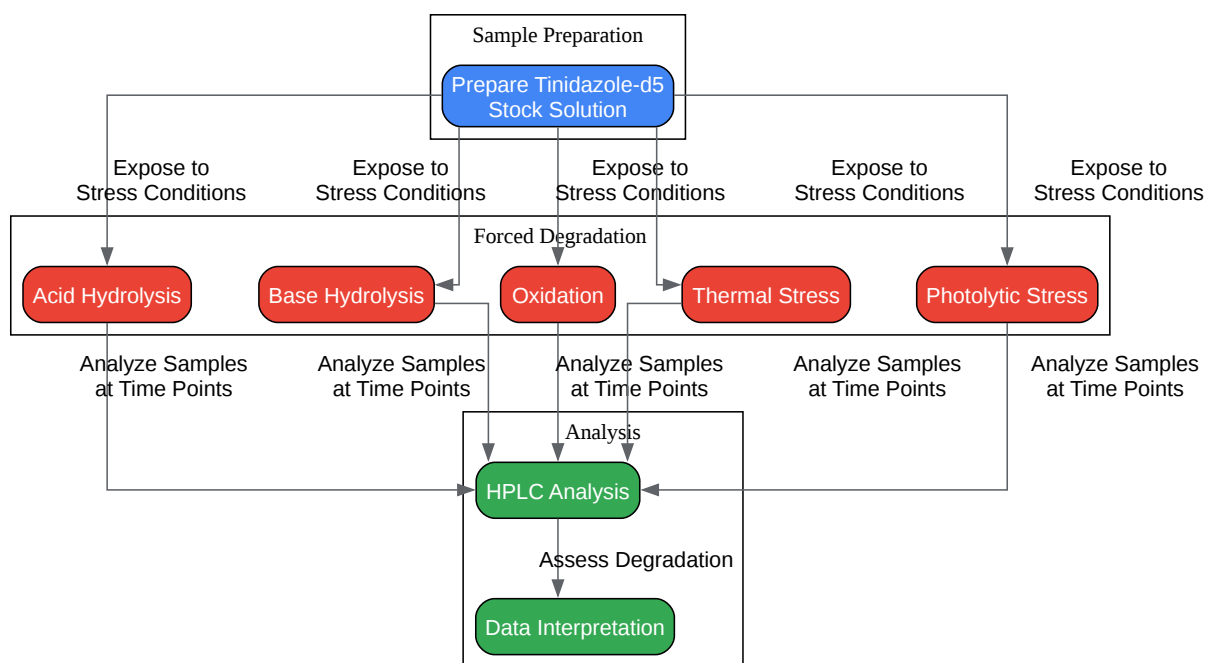 Sample Preparation
Prepare Tinidazole-d5
Stock Solution
Expose to
Stress Conditions
Expose to
Stress Conditions
Expose to
Stress Conditions
Expose to
Stress Conditions
Expose to
Stress Conditions
Forced Degradation
Acid Hydrolysis
Base Hydrolysis
Oxidation
Thermal Stress
Photolytic Stress
Analyze Samples
at Time Points
Analyze Samples
at Time Points
Analyze Samples
at Time Points
Analyze Samples
at Time Points
Analyze Samples
at Time Points
Analysis
HPLC Analysis
Assess Degradation
Data Interpretation